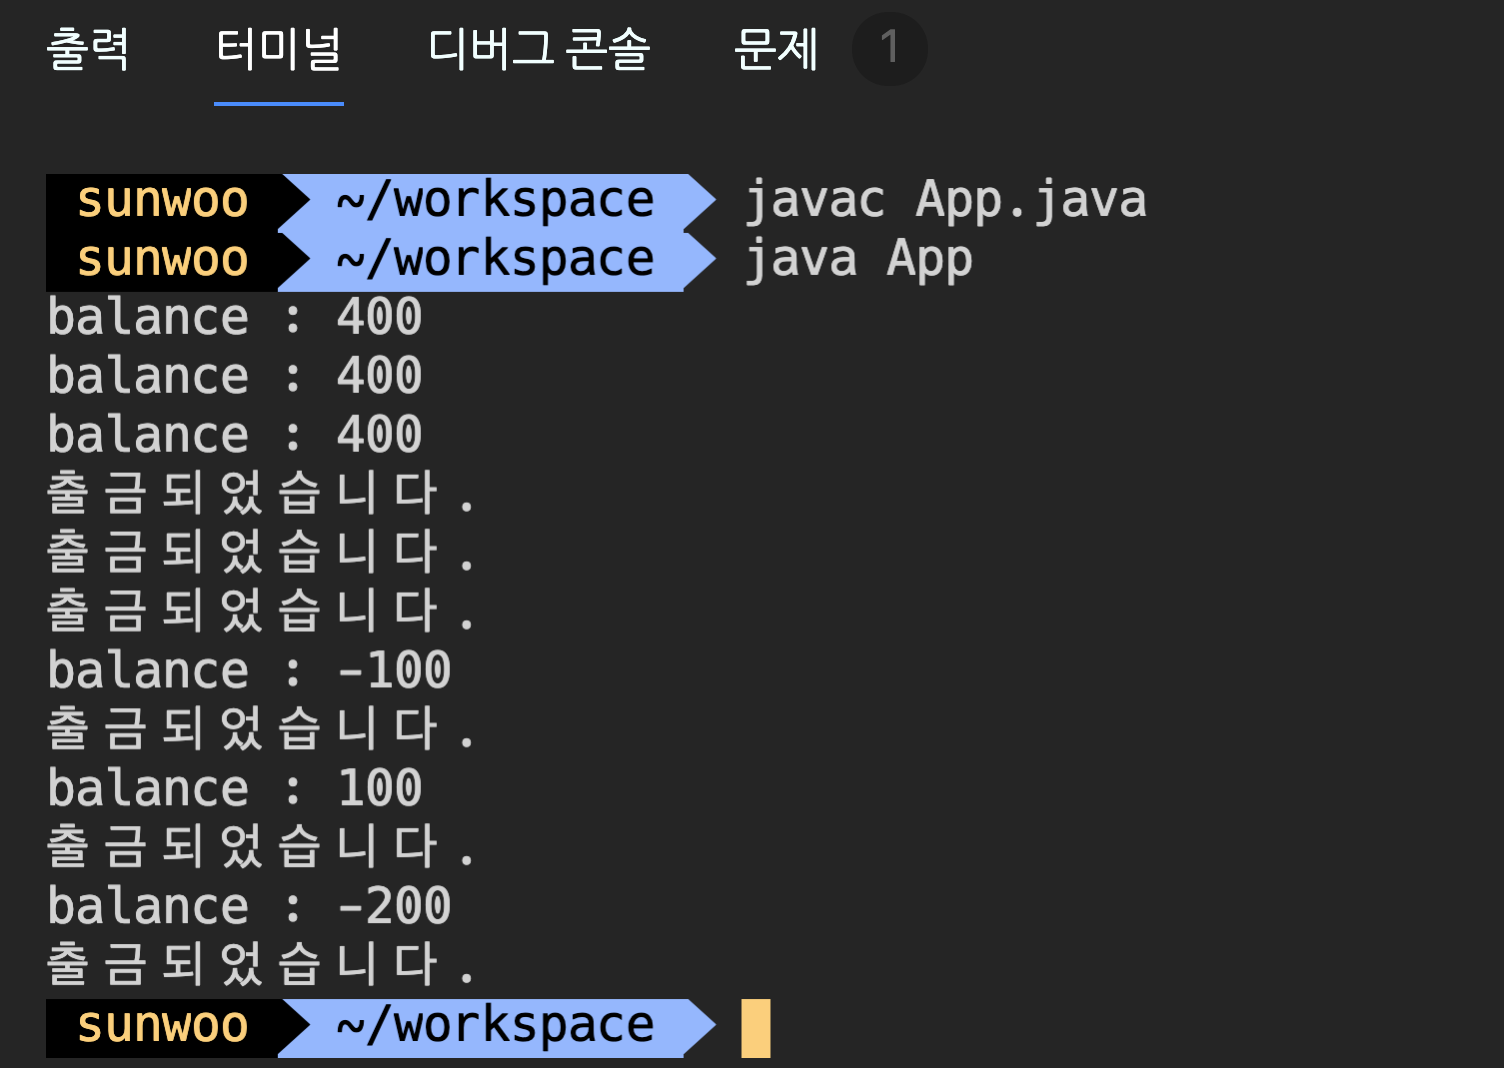 출력 터미널 디버그 콘솔 문제 1
sunwoo ~/workspace javac App.java
sunwoo ~/workspace java App
balance : 400
balance : 400
balance : 400
출금되었습니다.
출금되었습니다.
출금되었습니다.
balance : -100
출금되었습니다.
balance : 100
출금되었습니다.
balance : -200
출금되었습니다.
sunwoo ~/workspace